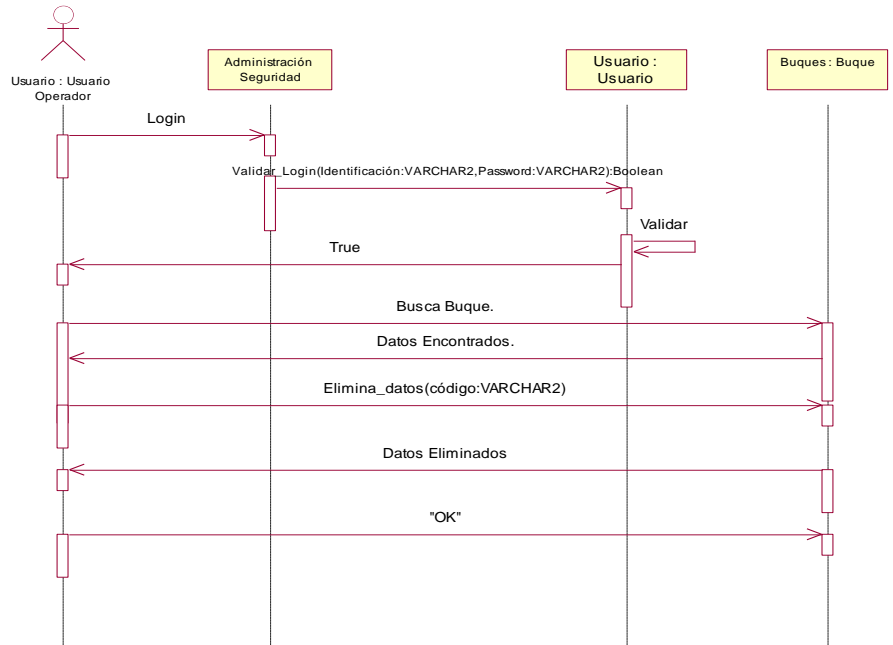 Usuario : Usuario
Operador
Administración
Seguridad
Usuario :
Usuario
Buques : Buque
Login
Validar_Login(Identificación:VARCHAR2,Password:VARCHAR2):Boolean
Validar
True
Busca Buque.
Datos Encontrados.
Elimina_datos(código:VARCHAR2)
Datos Eliminados
"OK"